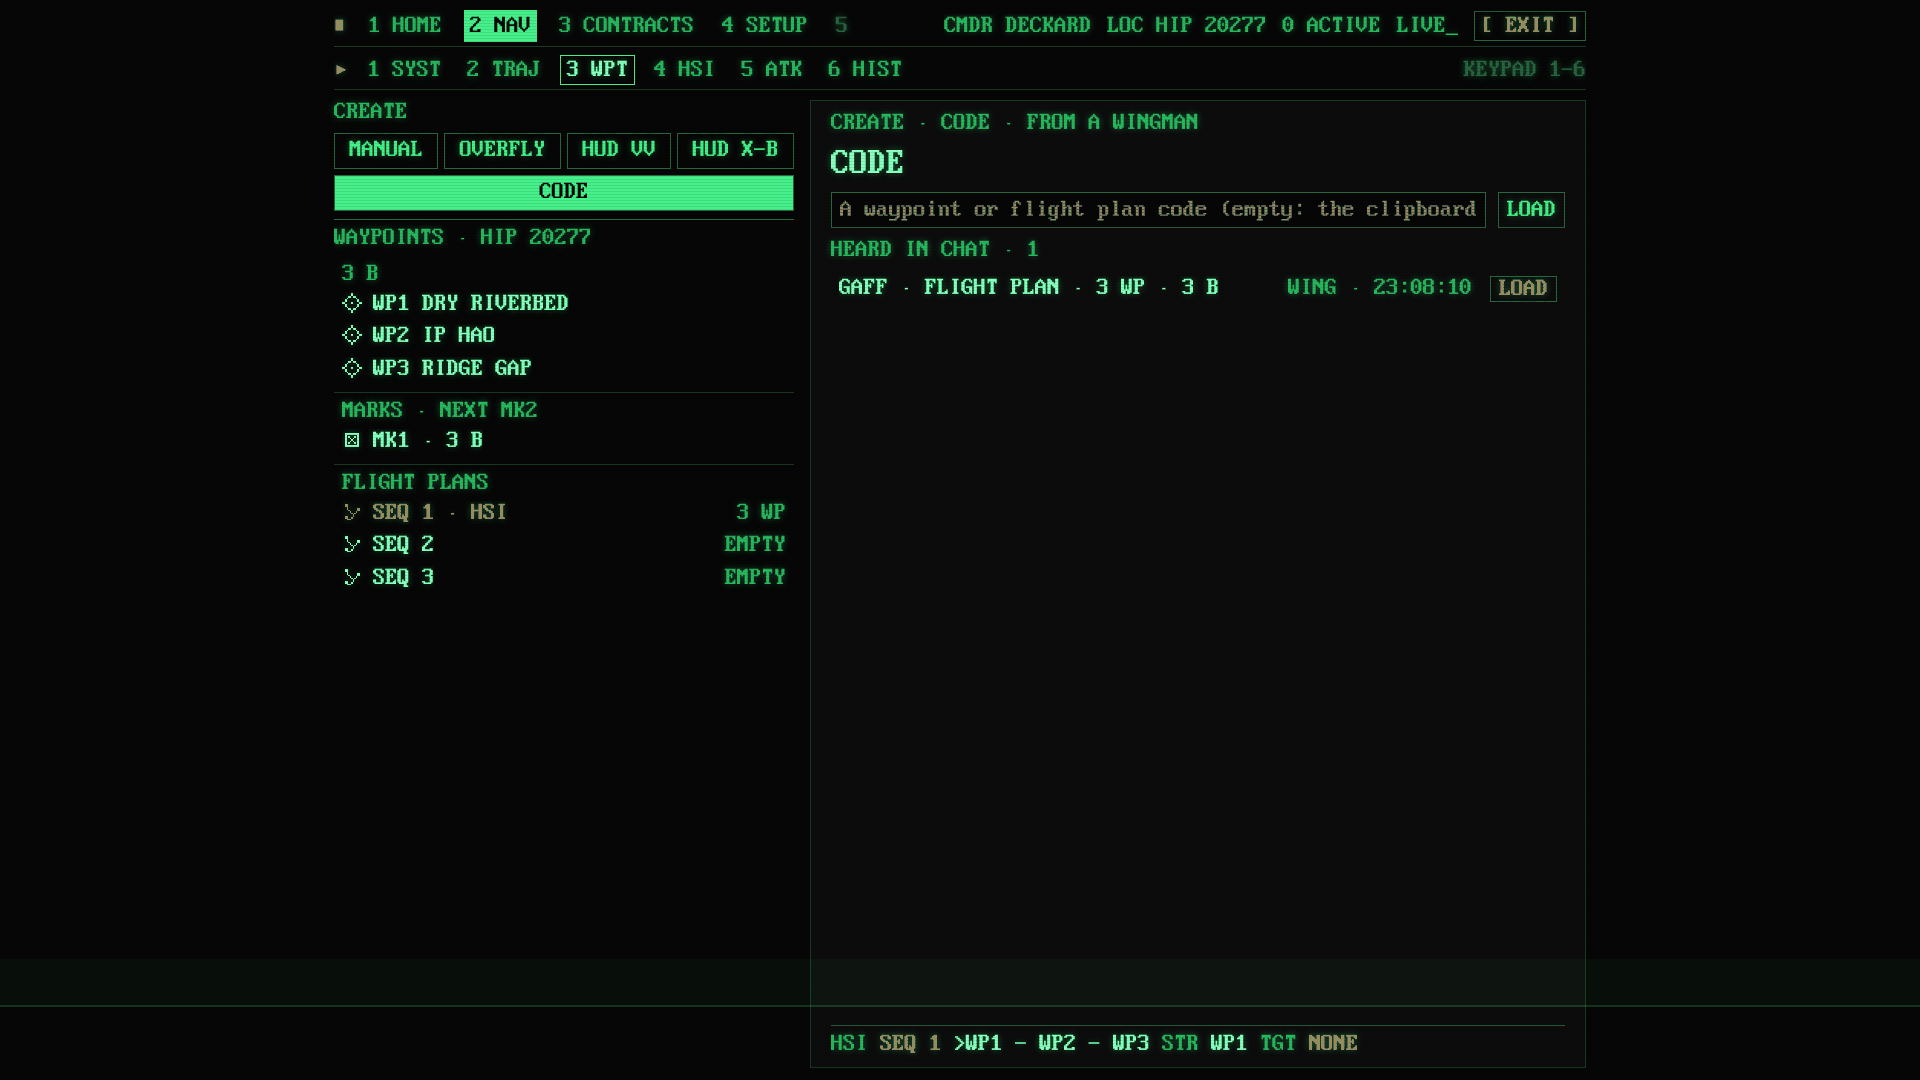 1 HOME 2 NAV 3 CONTRACTS 4 SETUP 5 CMDR DECKARD LOC HIP 20277 0 ACTIVE LIVE_ [ EXIT ]
1 SYST 2 TRAJ 3 WPT 4 HSI 5 ATK 6 HIST KEYPAD 1-6
CREATE
MANUAL OVERFLY HUD VV HUD X-B
CODE
WAYPOINTS · HIP 20277
3 B
WP1 DRY RIVERBED
WP2 IP HAO
WP3 RIDGE GAP
MARKS · NEXT MK2
MK1 · 3 B
FLIGHT PLANS
SEQ 1 · HSI 3 WP
SEQ 2 EMPTY
SEQ 3 EMPTY
CREATE · CODE · FROM A WINGMAN
CODE
A waypoint or flight plan code (empty: the clipboard LOAD
HEARD IN CHAT · 1
GAFF · FLIGHT PLAN · 3 WP · 3 B WING · 23:08:10 LOAD
HSI SEQ 1 >WP1 - WP2 - WP3 STR WP1 TGT NONE